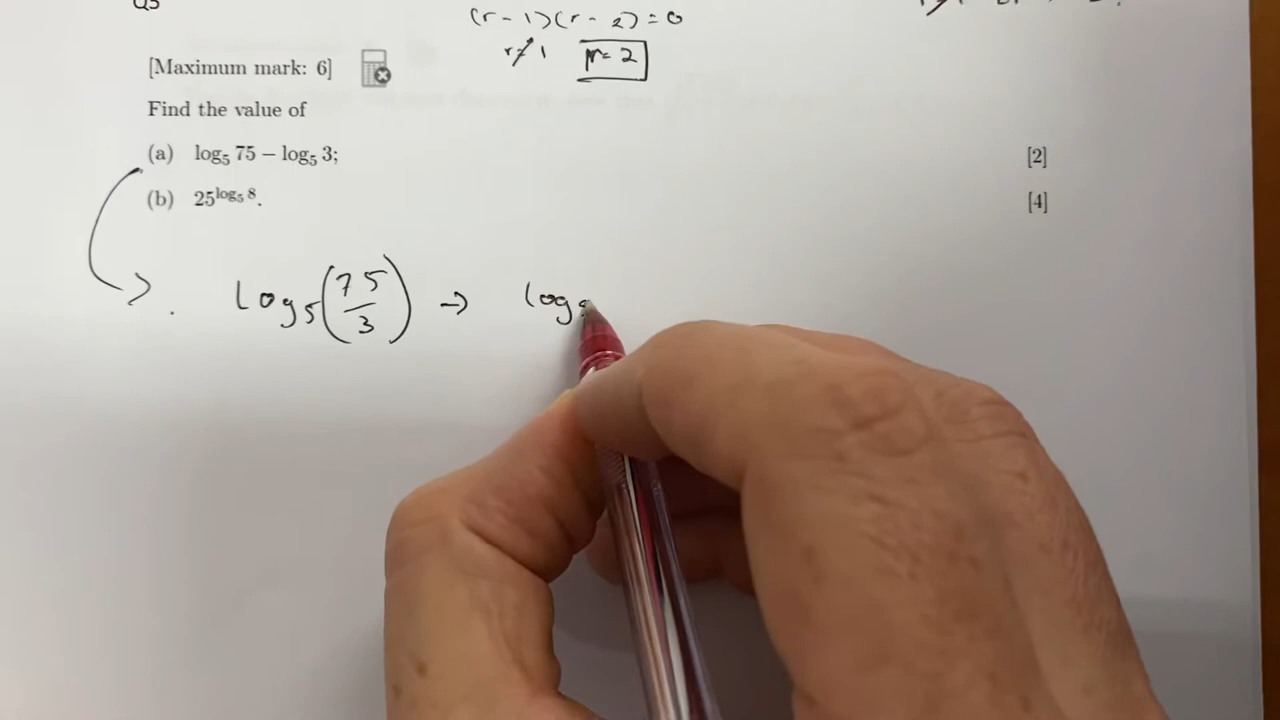 Q5
(r-1)(r-2)=0
r≠1 r=2
[Maximum mark: 6]
Find the value of
(a) log₅ 75 − log₅ 3; [2]
(b) 25^{log₅ 8}. [4]
log₅(75/3) → log